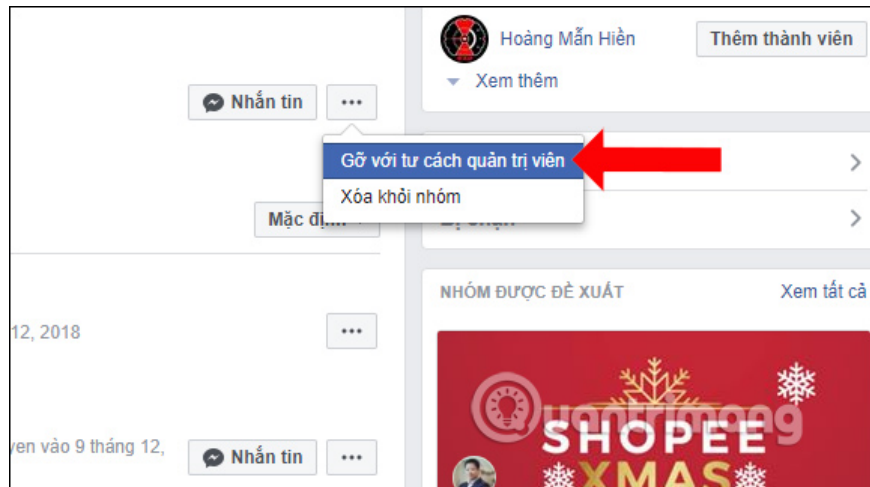 Hoàng Mẫn Hiền
Thêm thành viên
Xem thêm
Nhắn tin
Gỡ với tư cách quản trị viên
Xóa khỏi nhóm
Mặc
NHÓM ĐƯỢC ĐỀ XUẤT
Xem tất cả
12, 2018
yen vào 9 tháng 12,
Nhắn tin
Quantrimang
SHOPEE
XMAS